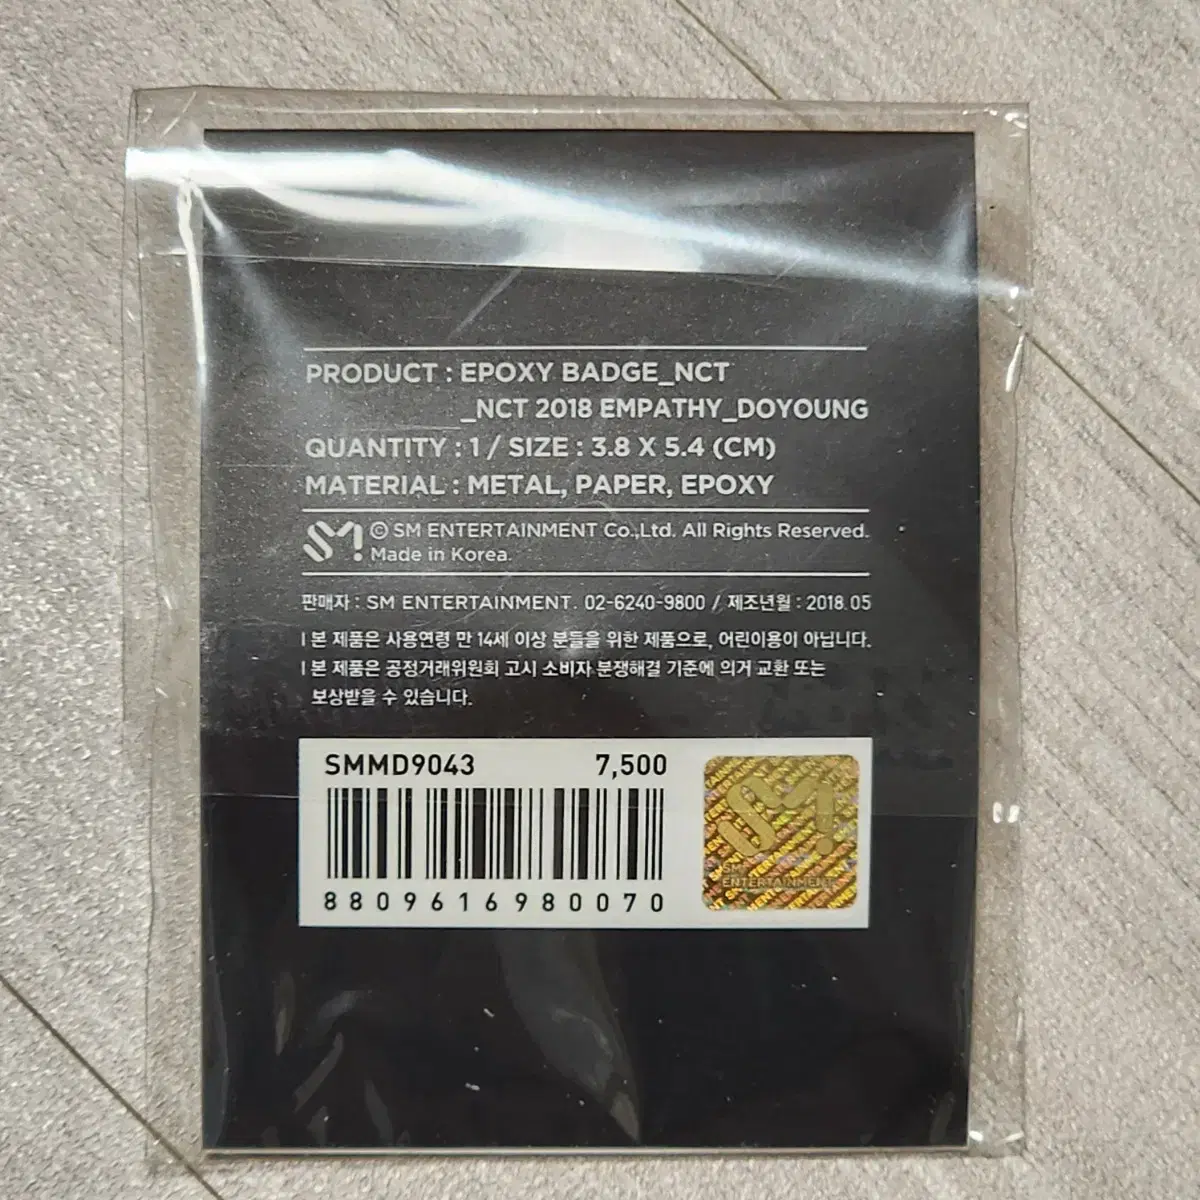 PRODUCT : EPOXY BADGE_NCT
_NCT 2018 EMPATHY_DOYOUNG
QUANTITY : 1 / SIZE : 3.8 X 5.4 (CM)
MATERIAL : METAL, PAPER, EPOXY
SM
© SM ENTERTAINMENT Co.,Ltd. All Rights Reserved.
Made in Korea.
판매자 : SM ENTERTAINMENT. 02-6240-9800 / 제조년월 : 2018.05
| 본 제품은 사용연령 만 14세 이상 분들을 위한 제품으로, 어린이용이 아닙니다.
| 본 제품은 공정거래위원회 고시 소비자 분쟁해결 기준에 의거 교환 또는
보상받을 수 있습니다.
SMMD9043 7,500
8809616980070
SM
SM
ENTERTAINMENT